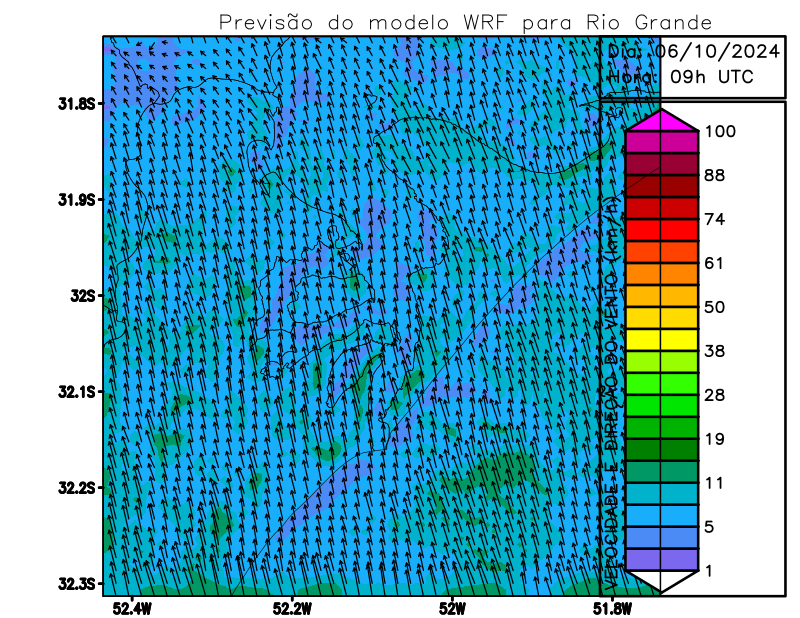 Previsão do modelo WRF para Rio Grande
Dia: 06/10/2024
Hora: 09h UTC
31.8S
31.9S
32S
32.1S
32.2S
32.3S
52.4W
52.2W
52W
51.8W
VELOCIDADE E DIREÇÃO DO VENTO (km/h)
100
88
74
61
50
38
28
19
11
5
1